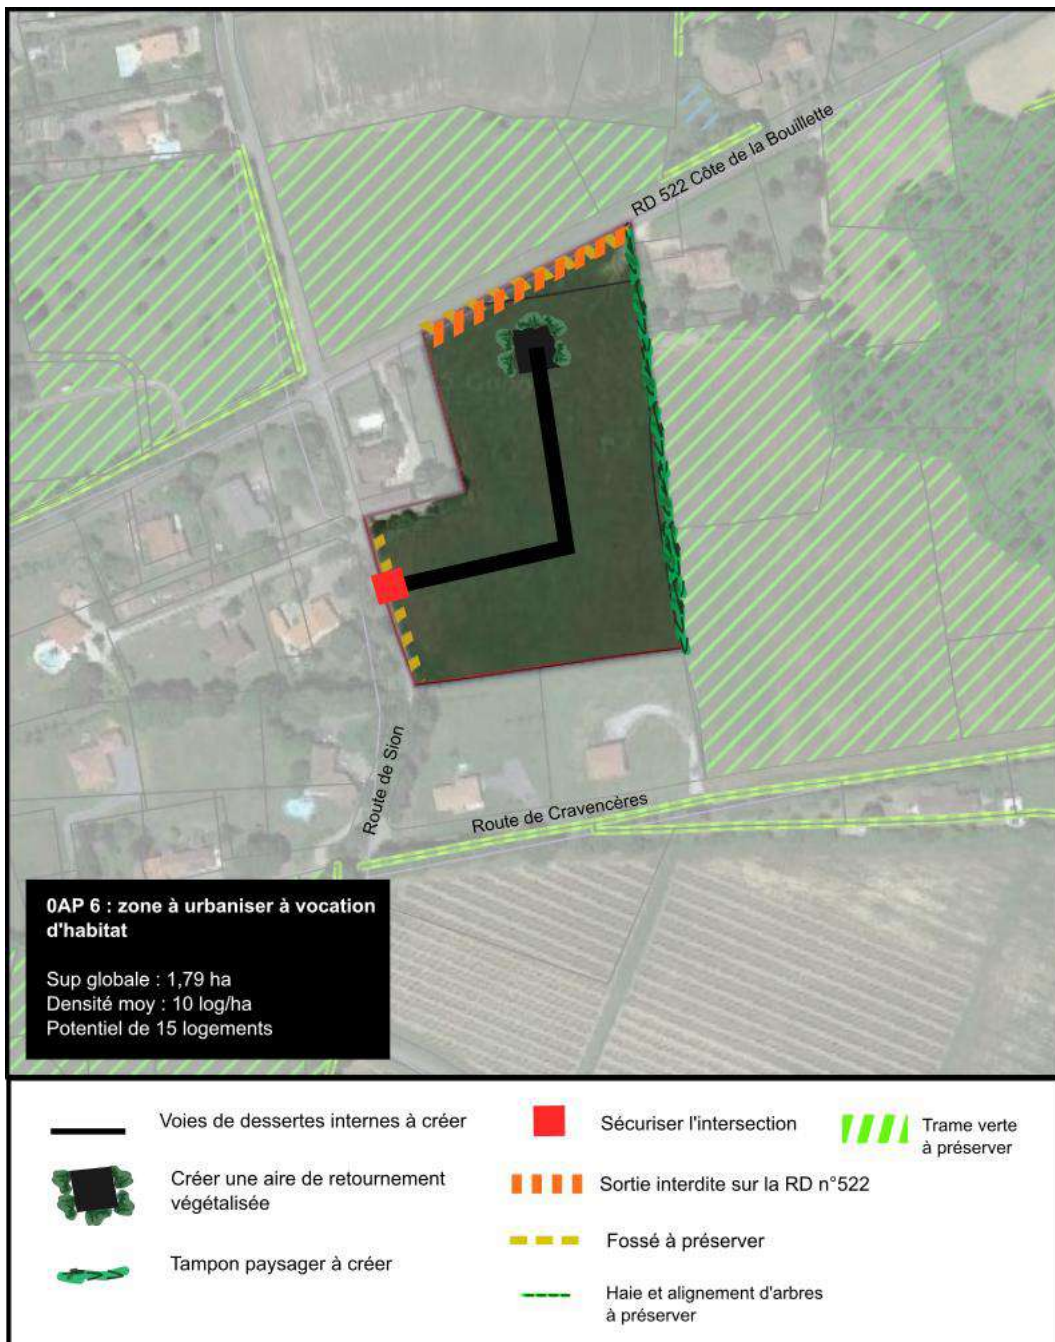 RD 522 Côte de la Bouillette
Route de Sion
Route de Cravencères
0AP 6 : zone à urbaniser à vocation
d'habitat
Sup globale : 1,79 ha
Densité moy : 10 log/ha
Potentiel de 15 logements
Voies de dessertes internes à créer
Créer une aire de retournement
végétalisée
Tampon paysager à créer
Sécuriser l'intersection
Sortie interdite sur la RD n°522
Fossé à préserver
Haie et alignement d'arbres
à préserver
Trame verte
à préserver